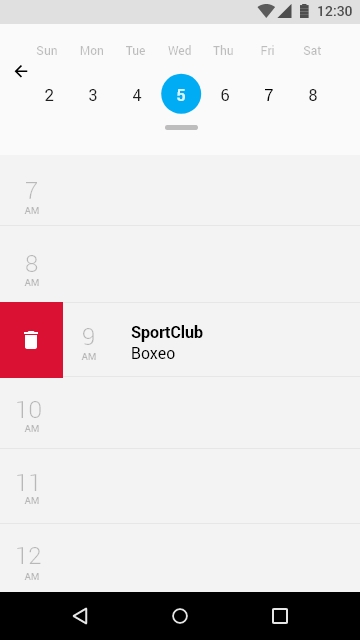 12:30
Sun Mon Tue Wed Thu Fri Sat
2 3 4 5 6 7 8
7
AM
8
AM
9
AM
SportClub
Boxeo
10
AM
11
AM
12
AM